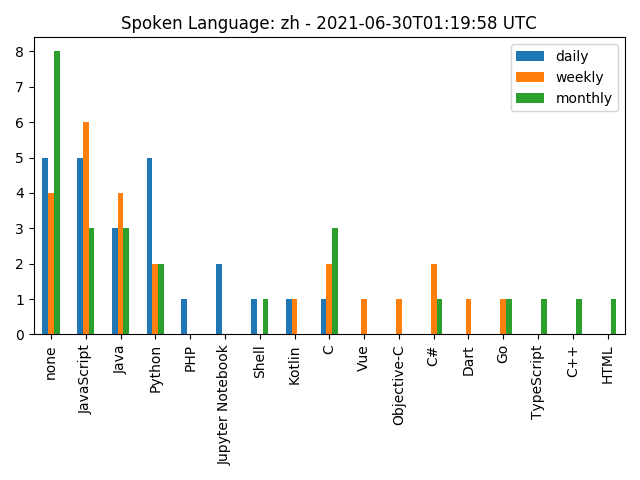 Spoken Language: zh - 2021-06-30T01:19:58 UTC
daily
weekly
monthly
8
7
6
5
4
3
2
1
0
none
JavaScript
Java
Python
PHP
Jupyter Notebook
Shell
Kotlin
C
Vue
Objective-C
C#
Dart
Go
TypeScript
C++
HTML